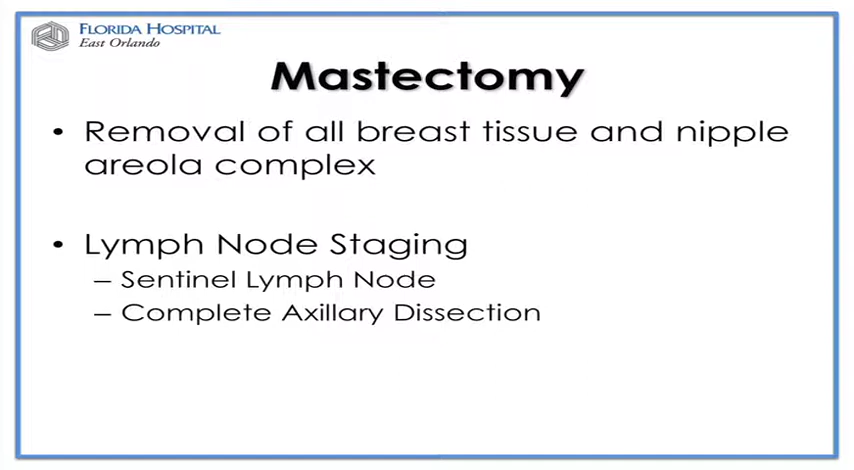 FLORIDA HOSPITAL
East Orlando
Mastectomy
• Removal of all breast tissue and nipple
areola complex
• Lymph Node Staging
– Sentinel Lymph Node
– Complete Axillary Dissection